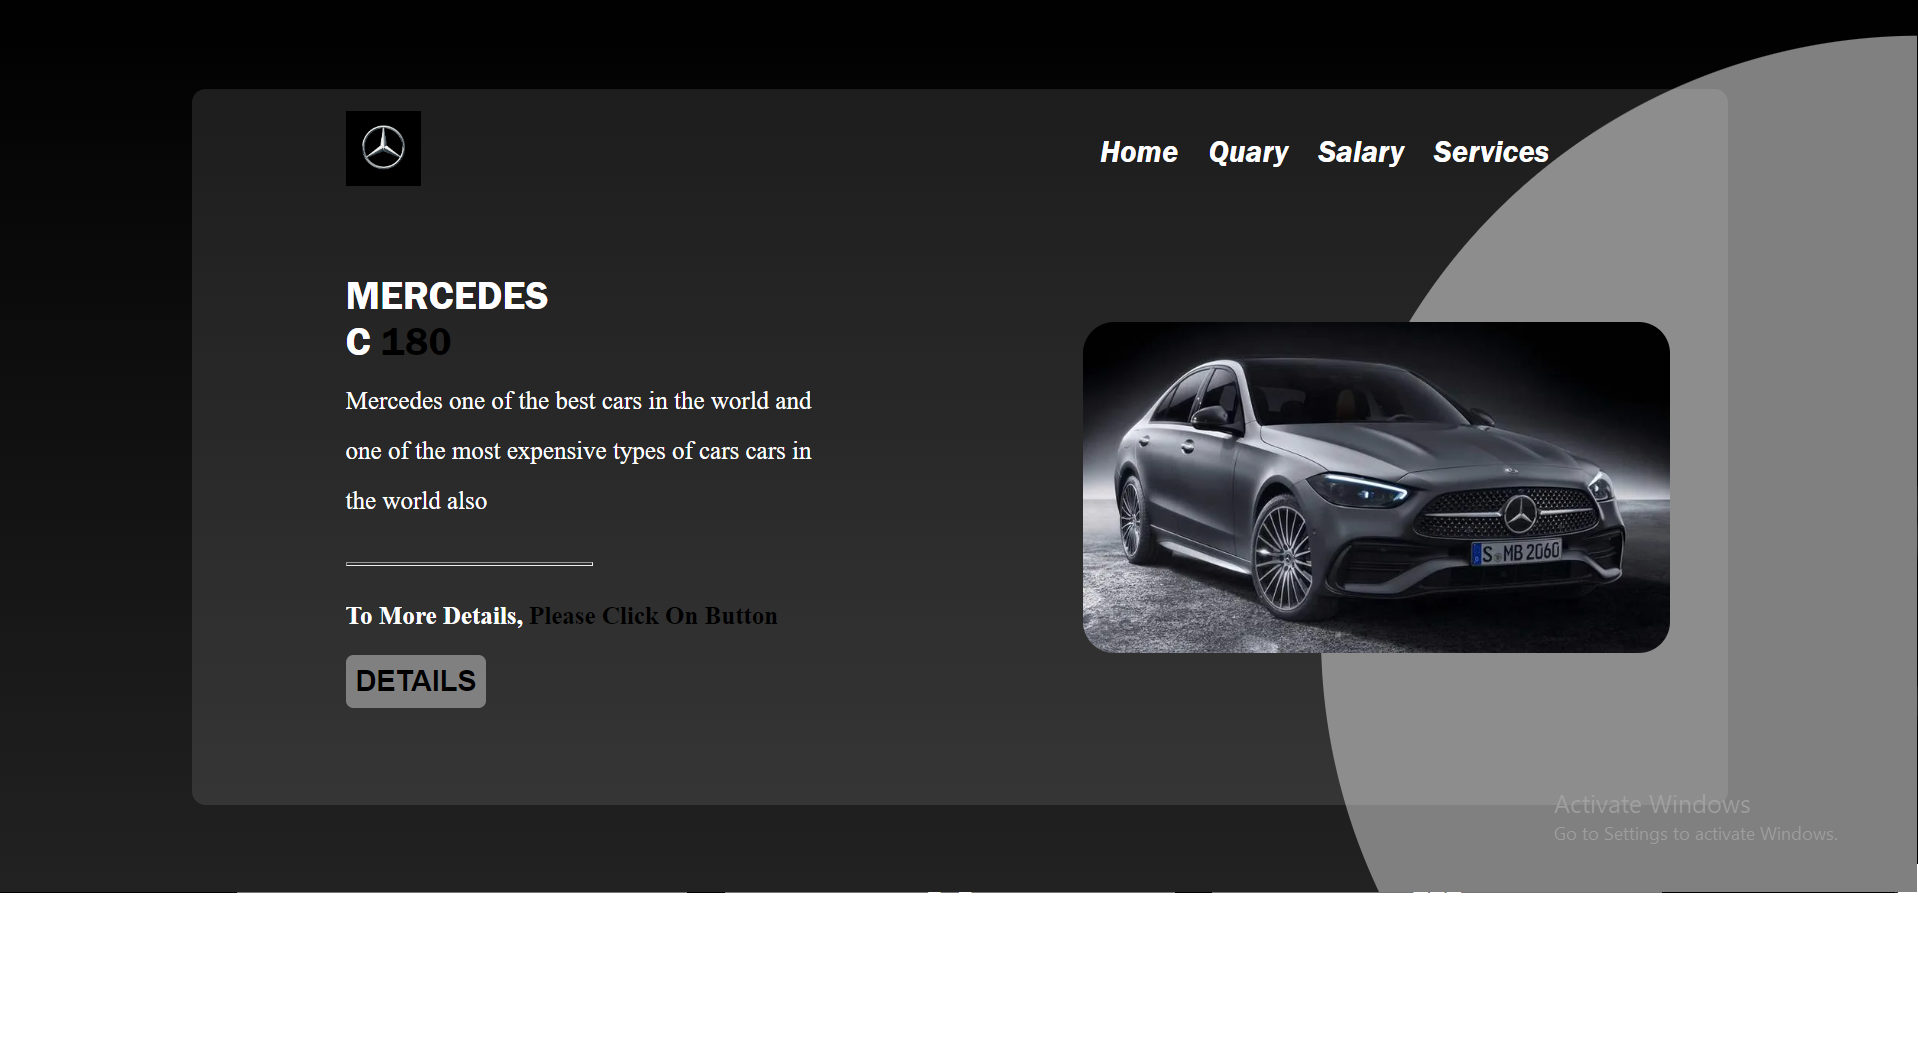 Home Quary Salary Services
MERCEDES
C 180
Mercedes one of the best cars in the world and
one of the most expensive types of cars cars in
the world also
To More Details, Please Click On Button
DETAILS
S MB 2060
Activate Windows
Go to Settings to activate Windows.